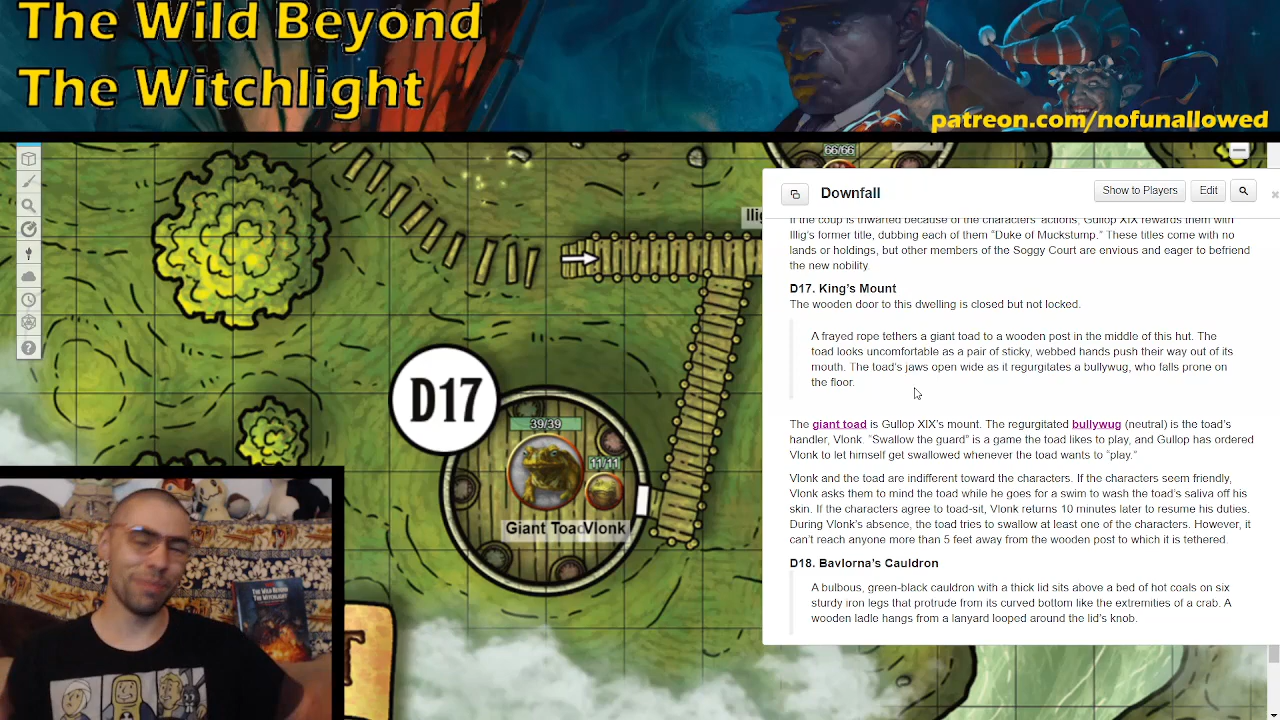 The Wild Beyond
The Witchlight
patreon.com/nofunallowed
66/66
Downfall
Show to Players
Edit
If the coup is thwarted because of the characters' actions, Gullop XIX rewards them with
Illig's former title, dubbing each of them “Duke of Muckstump.” These titles come with no
lands or holdings, but other members of the Soggy Court are envious and eager to befriend
the new nobility.
D17. King's Mount
The wooden door to this dwelling is closed but not locked.
A frayed rope tethers a giant toad to a wooden post in the middle of this hut. The
toad looks uncomfortable as a pair of sticky, webbed hands push their way out of its
mouth. The toad's jaws open wide as it regurgitates a bullywug, who falls prone on
the floor.
The giant toad is Gullop XIX's mount. The regurgitated bullywug (neutral) is the toad's
handler, Vlonk. “Swallow the guard” is a game the toad likes to play, and Gullop has ordered
Vlonk to let himself get swallowed whenever the toad wants to “play.”
Vlonk and the toad are indifferent toward the characters. If the characters seem friendly,
Vlonk asks them to mind the toad while he goes for a swim to wash the toad's saliva off his
skin. If the characters agree to toad-sit, Vlonk returns 10 minutes later to resume his duties.
During Vlonk's absence, the toad tries to swallow at least one of the characters. However, it
can't reach anyone more than 5 feet away from the wooden post to which it is tethered.
D18. Bavlorna's Cauldron
A bulbous, green-black cauldron with a thick lid sits above a bed of hot coals on six
sturdy iron legs that protrude from its curved bottom like the extremities of a crab. A
wooden ladle hangs from a lanyard looped around the lid's knob.
D17
39/39
11/11
Giant Toad
Vlonk
THE WILD BEYOND
THE WITCHLIGHT